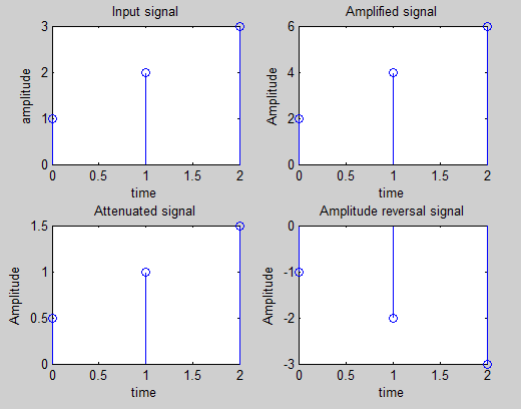 Input signal
3
2
1
0
amplitude
0 0.5 1 1.5 2
time
Amplified signal
6
4
2
0
Amplitude
0 0.5 1 1.5 2
time
Attenuated signal
1.5
1
0.5
0
Amplitude
0 0.5 1 1.5 2
time
Amplitude reversal signal
0
-1
-2
-3
Amplitude
0 0.5 1 1.5 2
time